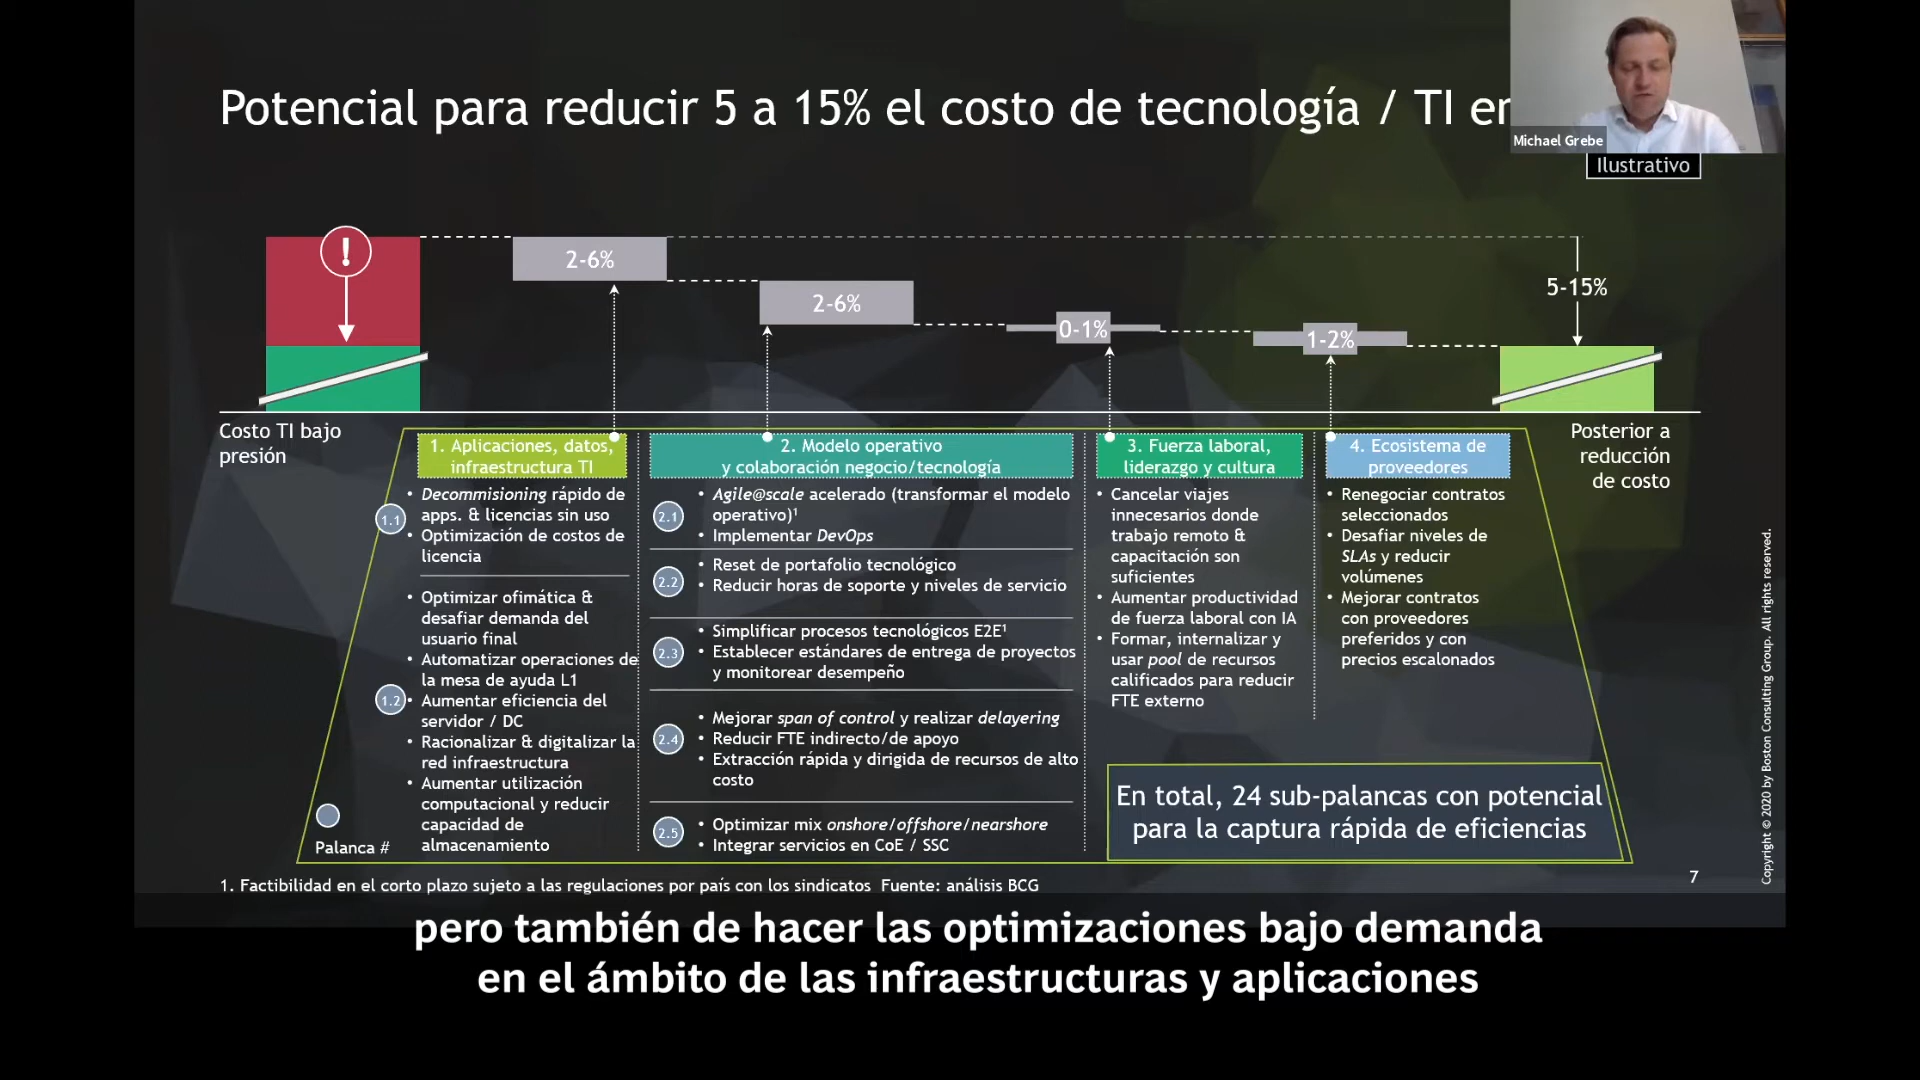 Potencial para reducir 5 a 15% el costo de tecnología / TI en
Michael Grebe
Ilustrativo
!
2-6%
2-6%
0-1%
1-2%
5-15%
Costo TI bajo
presión
Posterior a
reducción
de costo
1. Aplicaciones, datos,
infraestructura TI
1.1
• Decommisioning rápido de
apps. & licencias sin uso
• Optimización de costos de
licencia
1.2
• Optimizar ofimática &
desafiar demanda del
usuario final
• Automatizar operaciones de
la mesa de ayuda L1
• Aumentar eficiencia del
servidor / DC
• Racionalizar & digitalizar la
red infraestructura
• Aumentar utilización
computacional y reducir
capacidad de
almacenamiento
Palanca #
2. Modelo operativo
y colaboración negocio/tecnología
2.1
• Agile@scale acelerado (transformar el modelo
operativo)¹
• Implementar DevOps
2.2
• Reset de portafolio tecnológico
• Reducir horas de soporte y niveles de servicio
2.3
• Simplificar procesos tecnológicos E2E¹
• Establecer estándares de entrega de proyectos
y monitorear desempeño
2.4
• Mejorar span of control y realizar delayering
• Reducir FTE indirecto/de apoyo
• Extracción rápida y dirigida de recursos de alto
costo
2.5
• Optimizar mix onshore/offshore/nearshore
• Integrar servicios en CoE / SSC
3. Fuerza laboral,
liderazgo y cultura
• Cancelar viajes
innecesarios donde
trabajo remoto &
capacitación son
suficientes
• Aumentar productividad
de fuerza laboral con IA
• Formar, internalizar y
usar pool de recursos
calificados para reducir
FTE externo
4. Ecosistema de
proveedores
• Renegociar contratos
seleccionados
• Desafiar niveles de
SLAs y reducir
volúmenes
• Mejorar contratos
con proveedores
preferidos y con
precios escalonados
En total, 24 sub-palancas con potencial
para la captura rápida de eficiencias
1. Factibilidad en el corto plazo sujeto a las regulaciones por país con los sindicatos Fuente: análisis BCG
7
Copyright © 2020 by Boston Consulting Group. All rights reserved.
pero también de hacer las optimizaciones bajo demanda
en el ámbito de las infraestructuras y aplicaciones